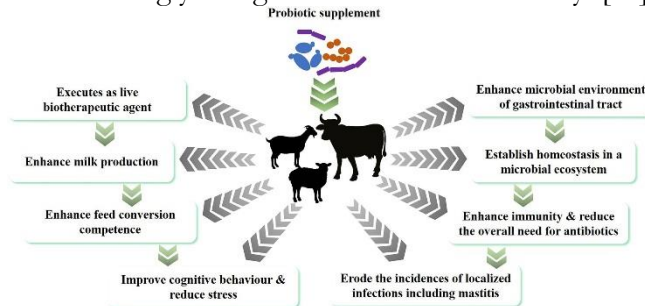 Probiotic supplement
Executes as live
biotherapeutic agent
Enhance milk production
Enhance feed conversion
competence
Improve cognitive behaviour &
reduce stress
Enhance microbial environment
of gastrointestinal tract
Establish homeostasis in a
microbial ecosystem
Enhance immunity & reduce
the overall need for antibiotics
Erode the incidences of localized
infections including mastitis